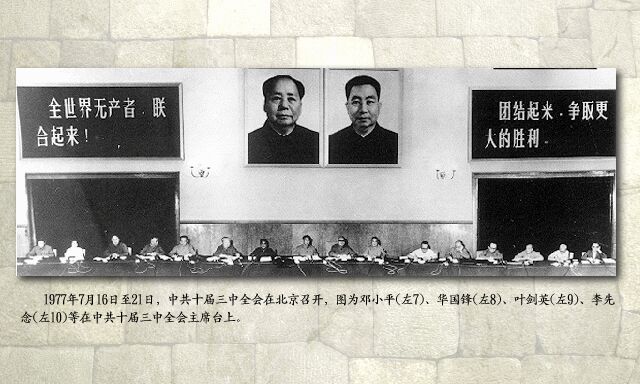 全世界无产者，联
合起来！
团结起来，争取更
大的胜利。
1977年7月16日至21日，中共十届三中全会在北京召开，图为邓小平(左7)、华国锋(左8)、叶剑英(左9)、李先
念(左10)等在中共十届三中全会主席台上。